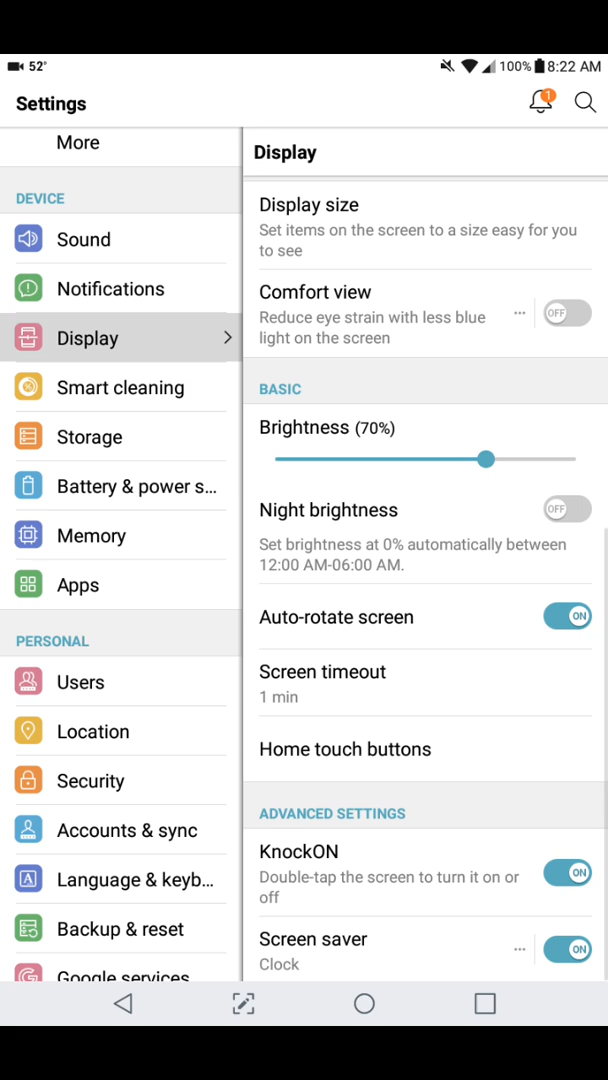 52°
100% 8:22 AM
Settings
1
More
DEVICE
Sound
Notifications
Display
Smart cleaning
Storage
Battery & power s...
Memory
Apps
PERSONAL
Users
Location
Security
Accounts & sync
Language & keyb...
Backup & reset
Google services
Display
Display size
Set items on the screen to a size easy for you
to see
Comfort view
Reduce eye strain with less blue
light on the screen
OFF
BASIC
Brightness (70%)
Night brightness
OFF
Set brightness at 0% automatically between
12:00 AM-06:00 AM.
Auto-rotate screen
ON
Screen timeout
1 min
Home touch buttons
ADVANCED SETTINGS
KnockON
Double-tap the screen to turn it on or
off
ON
Screen saver
Clock
ON